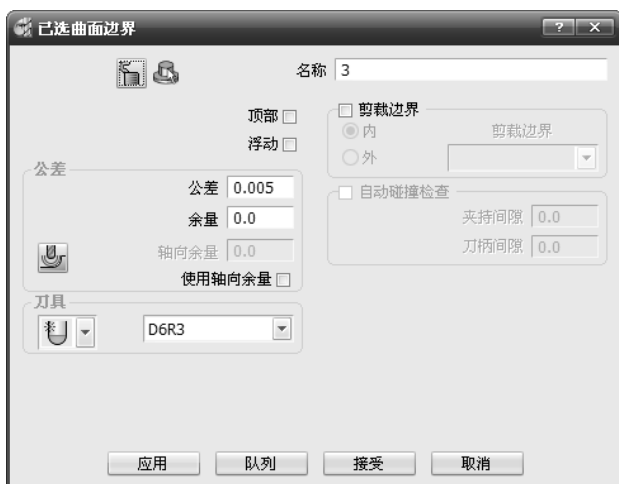 已选曲面边界
名称 3
顶部
浮动
公差
公差 0.005
余量 0.0
轴向余量 0.0
使用轴向余量
刀具
D6R3
剪裁边界
内
剪裁边界
外
自动碰撞检查
夹持间隙 0.0
刀柄间隙 0.0
应用 队列 接受 取消